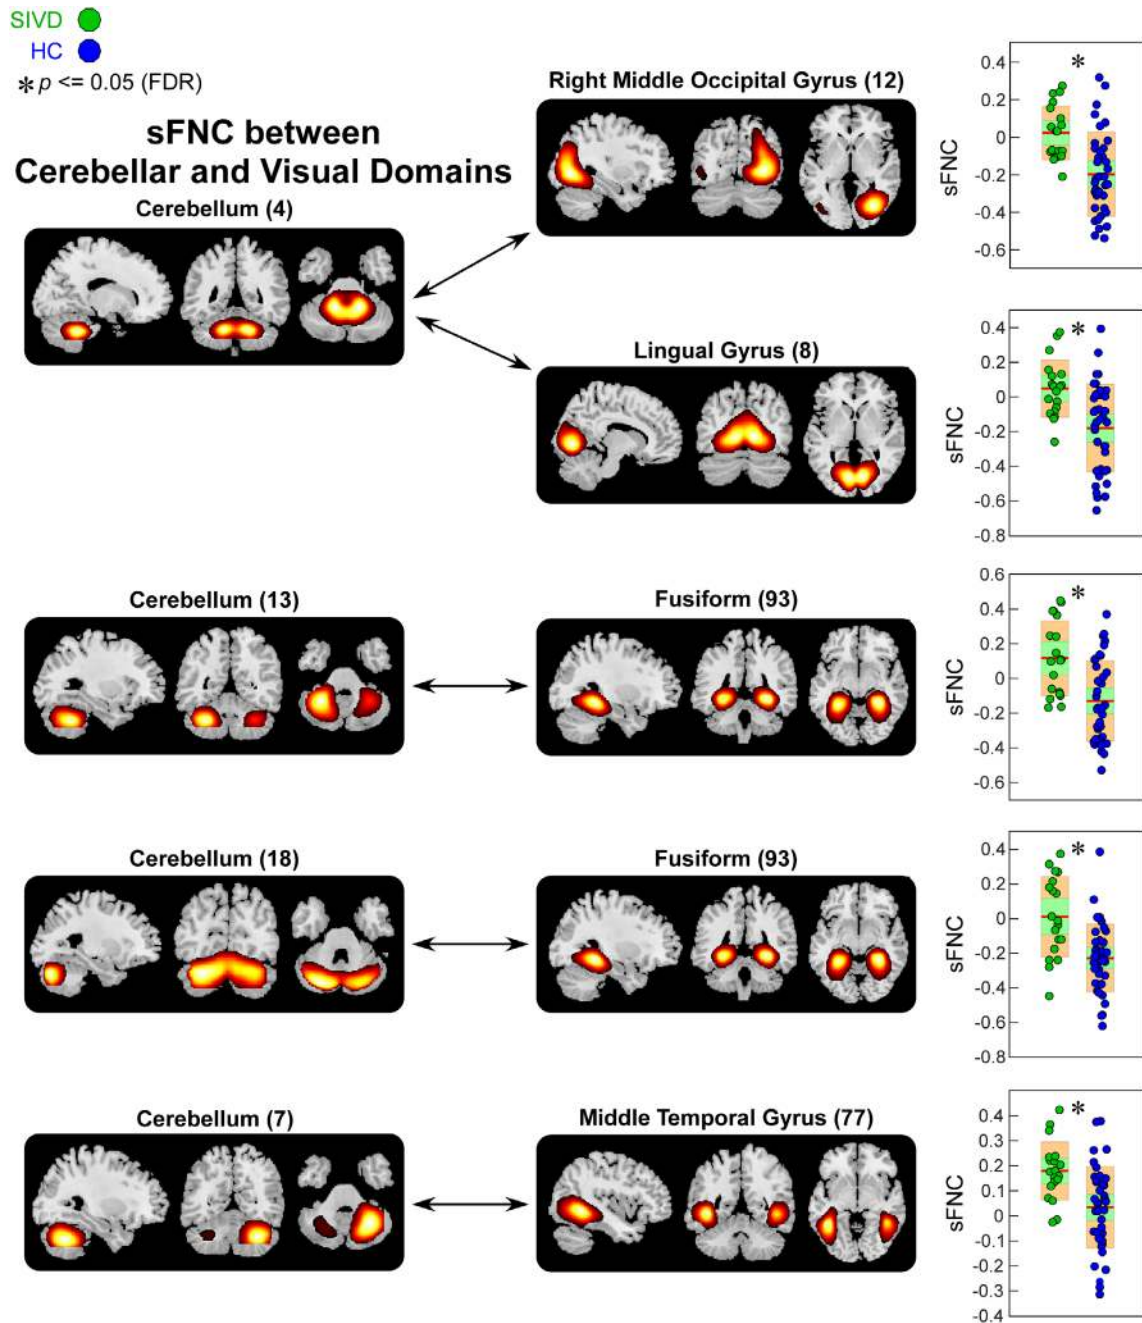 SIVD
HC
* p <= 0.05 (FDR)
sFNC between
Cerebellar and Visual Domains
Cerebellum (4)
Right Middle Occipital Gyrus (12)
*
sFNC
0.4
0.2
0
-0.2
-0.4
-0.6
Lingual Gyrus (8)
*
sFNC
0.4
0.2
0
-0.2
-0.4
-0.6
-0.8
Cerebellum (13)
Fusiform (93)
*
sFNC
0.6
0.4
0.2
0
-0.2
-0.4
-0.6
Cerebellum (18)
Fusiform (93)
*
sFNC
0.4
0.2
0
-0.2
-0.4
-0.6
-0.8
Cerebellum (7)
Middle Temporal Gyrus (77)
*
sFNC
0.4
0.3
0.2
0.1
0
-0.1
-0.2
-0.3
-0.4